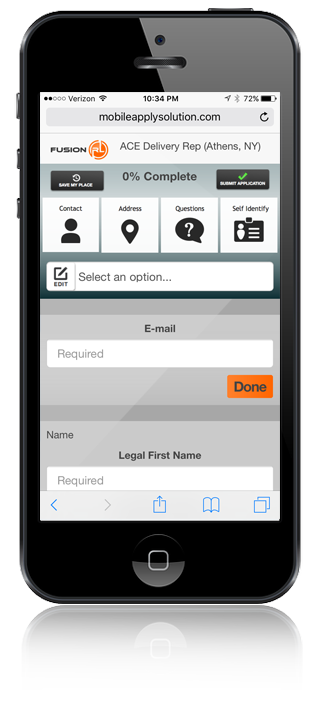 Verizon 10:34 PM 72%
mobileapplysolution.com
FUSION ACE Delivery Rep (Athens, NY)
SAVE MY PLACE 0% Complete SUBMIT APPLICATION
Contact Address Questions Self Identify
EDIT Select an option...
E-mail
Required
Done
Name
Legal First Name
Required